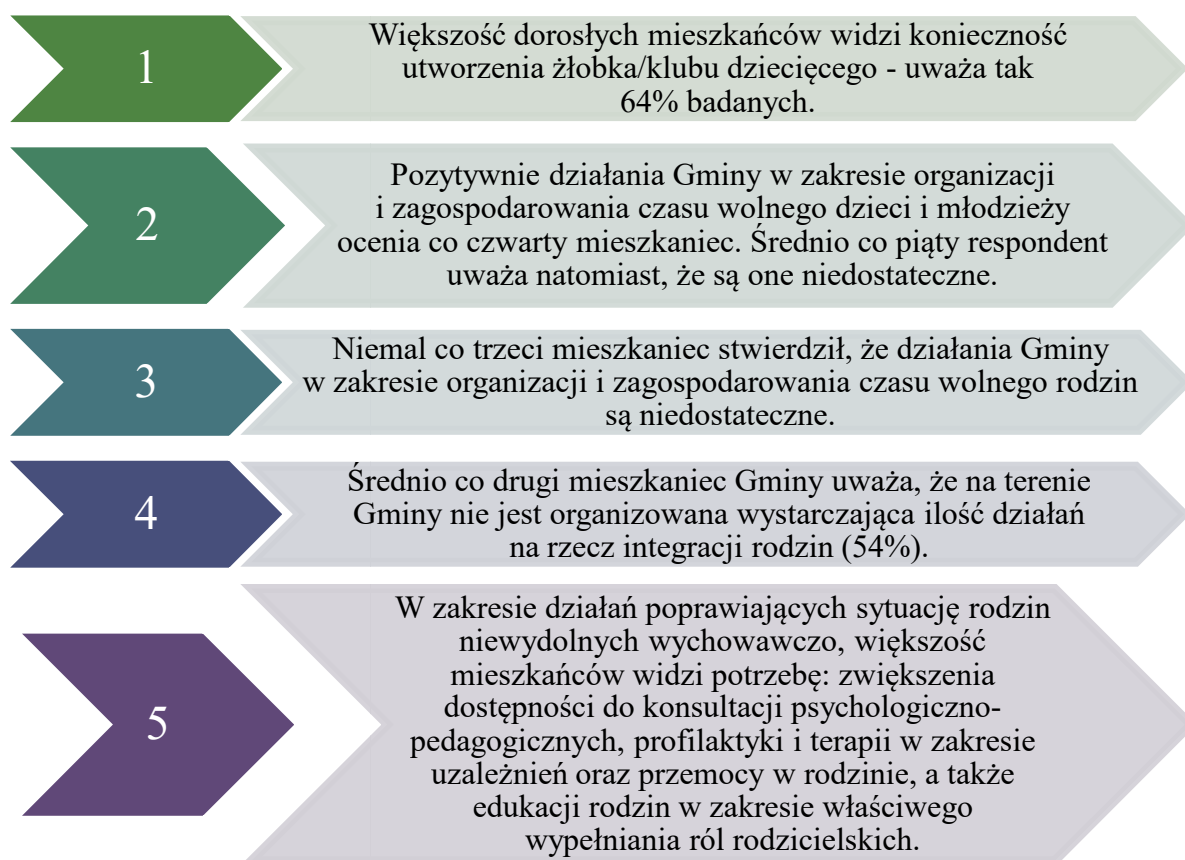 1
Większość dorosłych mieszkańców widzi konieczność
utworzenia żłobka/klubu dziecięcego - uważa tak
64% badanych.
2
Pozytywnie działania Gminy w zakresie organizacji
i zagospodarowania czasu wolnego dzieci i młodzieży
ocenia co czwarty mieszkaniec. Średnio co piąty respondent
uważa natomiast, że są one niedostateczne.
3
Niemal co trzeci mieszkaniec stwierdził, że działania Gminy
w zakresie organizacji i zagospodarowania czasu wolnego rodzin
są niedostateczne.
4
Średnio co drugi mieszkaniec Gminy uważa, że na terenie
Gminy nie jest organizowana wystarczająca ilość działań
na rzecz integracji rodzin (54%).
5
W zakresie działań poprawiających sytuację rodzin
niewydolnych wychowawczo, większość
mieszkańców widzi potrzebę: zwiększenia
dostępności do konsultacji psychologiczno-
pedagogicznych, profilaktyki i terapii w zakresie
uzależnień oraz przemocy w rodzinie, a także
edukacji rodzin w zakresie właściwego
wypełniania ról rodzicielskich.